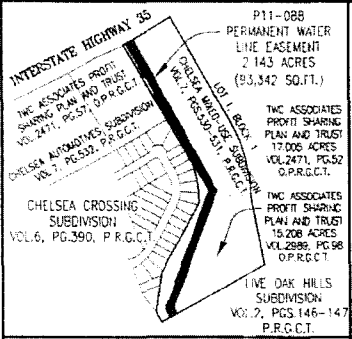 INTERSTATE HIGHWAY 35
P11-088
PERMANENT WATER
LINE EASEMENT
2.143 ACRES
(93,342 SQ.FT.)
TWC ASSOCIATES PROFIT
SHARING PLAN AND TRUST
VOL.2471, PG.57, O.P.R.G.C.T.
CHELSEA AUTOMOTIVES SUBDIVISION
VOL.7, PG.532, P.R.G.C.T.
LOT 1, BLOCK 1
CHELSEA MIXED-USE SUBDIVISION
VOL.7, PGS.530-531, P.R.G.C.T.
TWC ASSOCIATES
PROFIT SHARING
PLAN AND TRUST
17.005 ACRES
VOL.2471, PG.52
O.P.R.G.C.T.
CHELSEA CROSSING
SUBDIVISION
VOL.6, PG.390, P.R.G.C.T.
TWC ASSOCIATES
PROFIT SHARING
PLAN AND TRUST
15.208 ACRES
VOL.2989, PG.98
O.P.R.G.C.T.
LIVE OAK HILLS
SUBDIVISION
VOL.2, PGS.146-147
P.R.G.C.T.